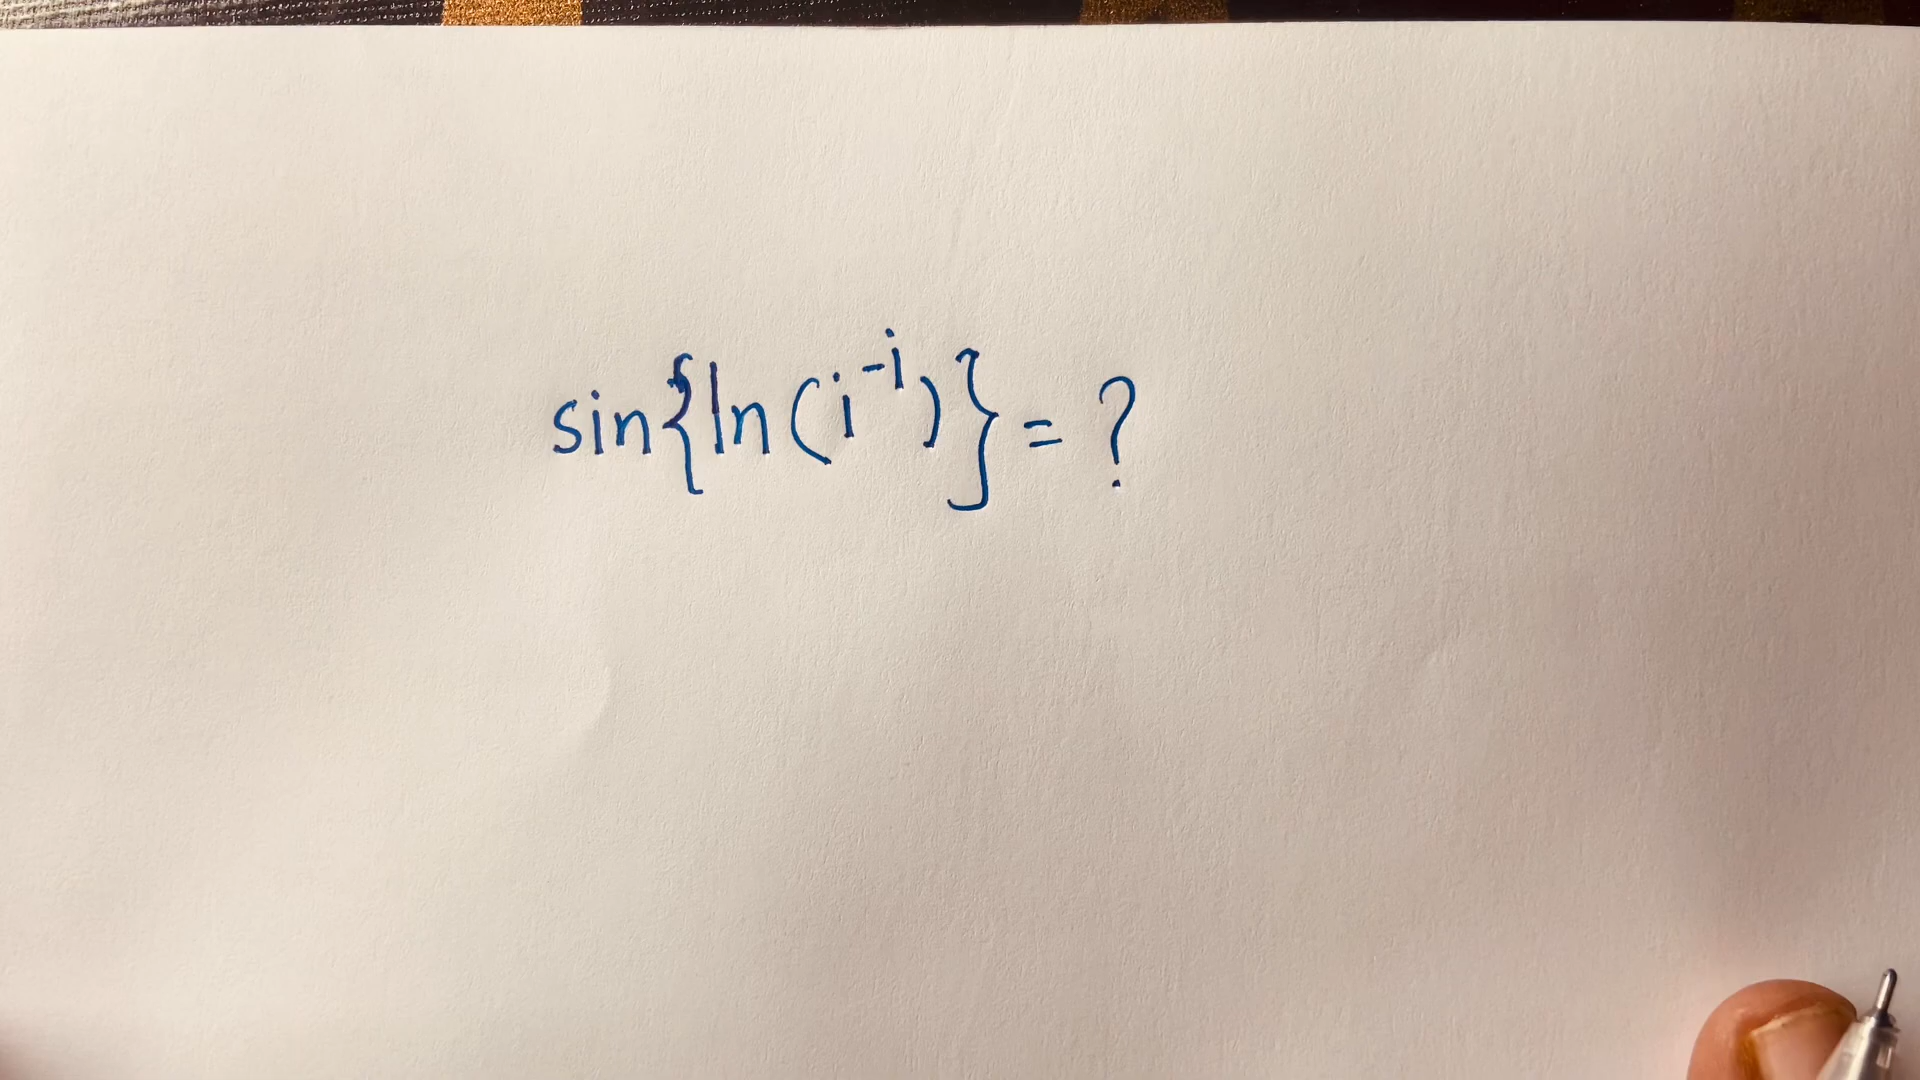 sin{ln(i⁻ⁱ)} = ?